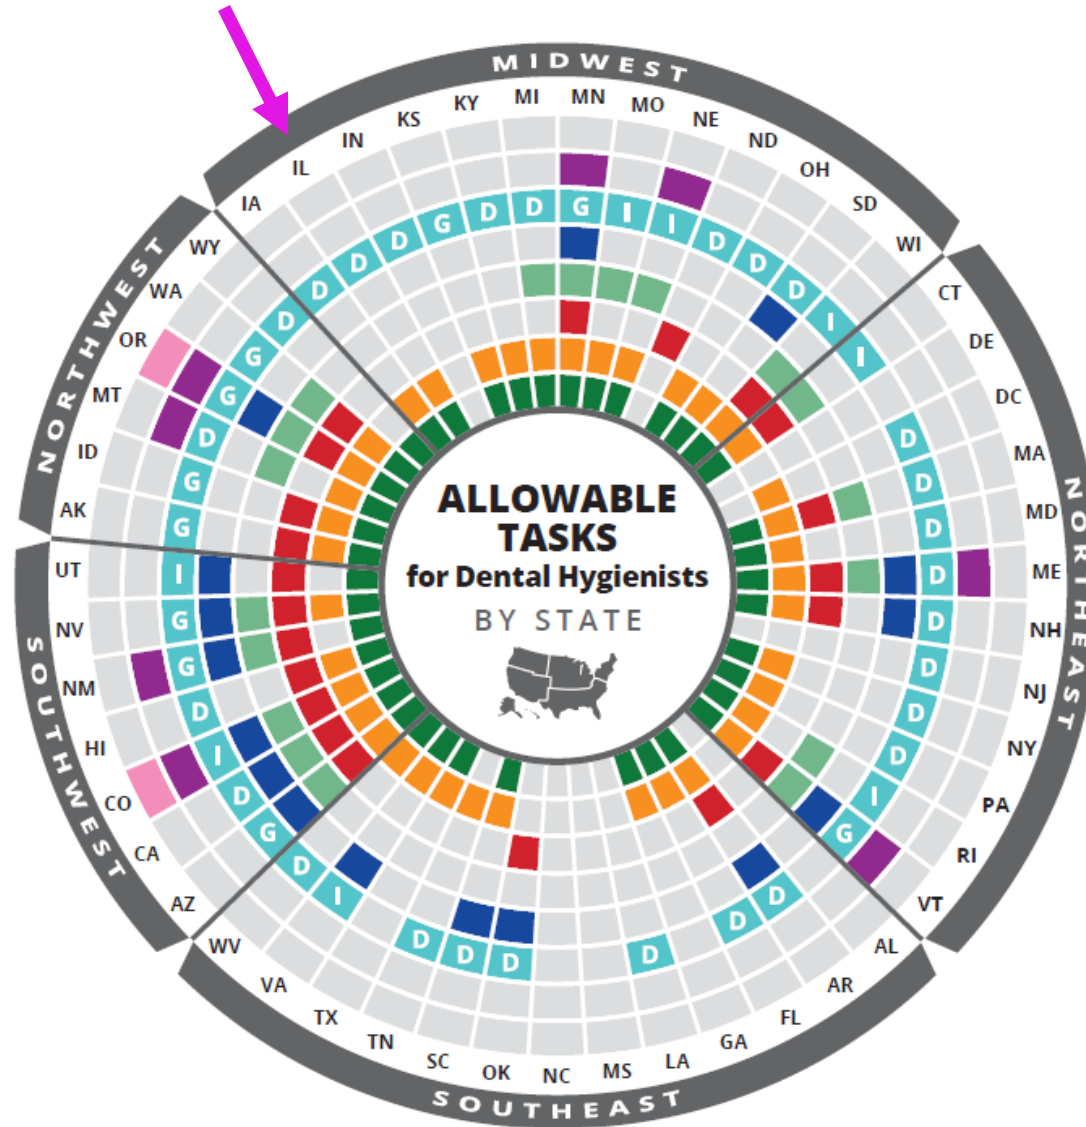 MIDWEST
IA
IL
IN
KS
KY
MI
MN
MO
NE
ND
OH
SD
WI
NORTHEAST
CT
DE
DC
MA
MD
ME
NH
NJ
NY
PA
RI
VT
SOUTHEAST
AL
AR
FL
GA
LA
MS
NC
OK
SC
TN
TX
VA
WV
SOUTHWEST
AZ
CA
CO
HI
NM
NV
UT
NORTHWEST
AK
ID
MT
OR
WA
WY
D
D
D
D
G
D
D
G
I
I
D
D
D
I
I
D
D
D
D
D
D
D
D
I
G
D
D
D
D
D
D
I
D
G
D
I
D
G
G
I
G
G
D
G
G
ALLOWABLE
TASKS
for Dental Hygienists
BY STATE